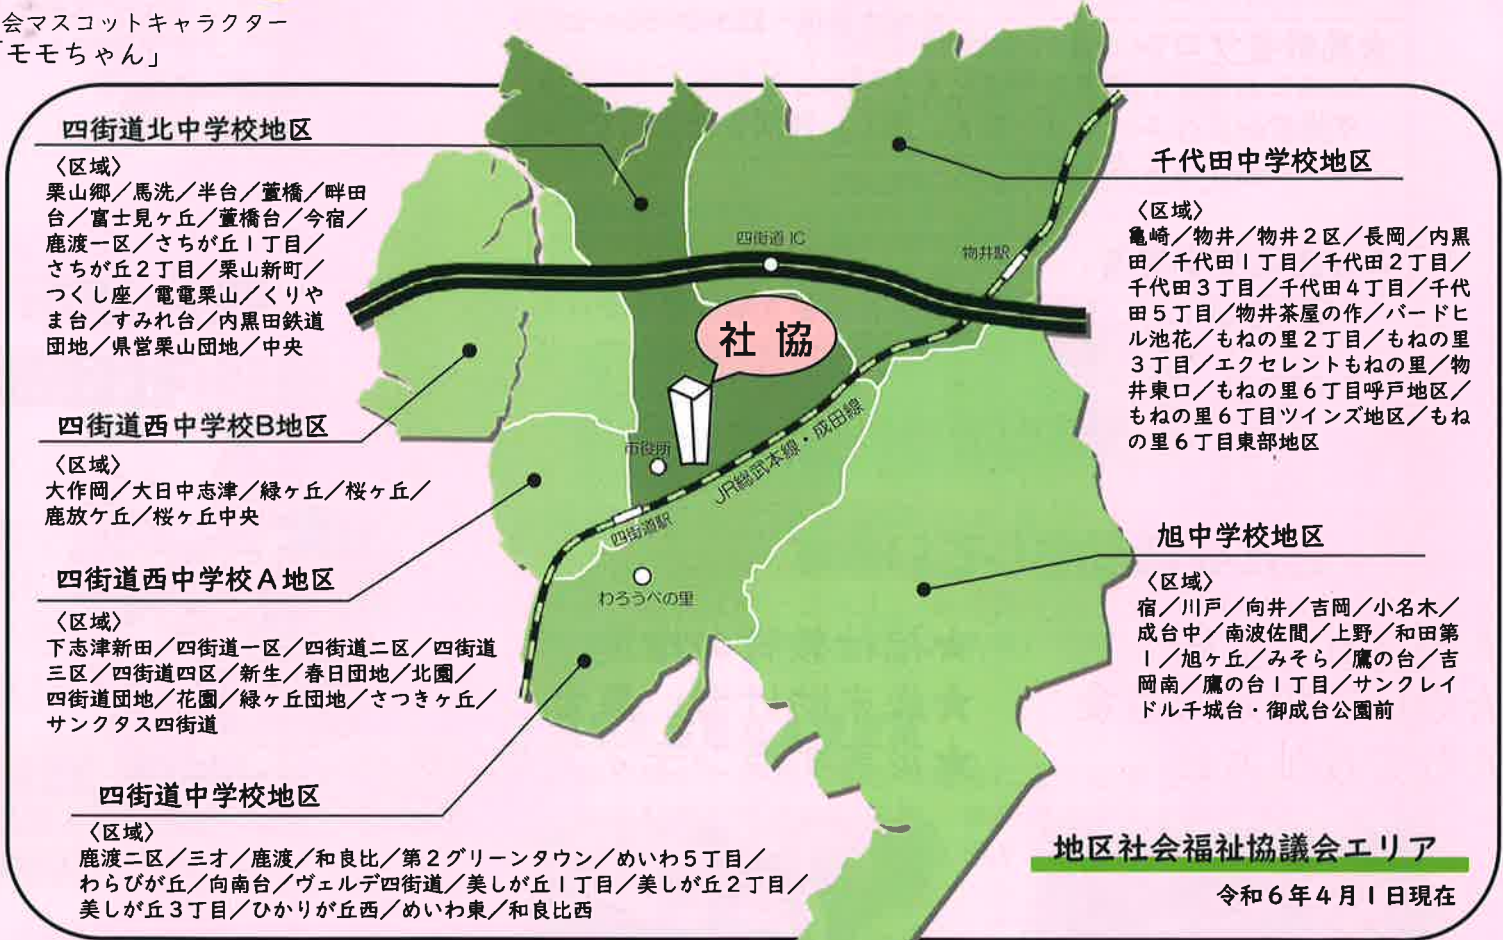 会マスコットキャラクター
「モモちゃん」
四街道北中学校地区
〈区域〉
栗山郷／馬洗／半台／萱橋／畔田
台／富士見ヶ丘／萱橋台／今宿／
鹿渡一区／さちが丘１丁目／
さちが丘２丁目／栗山新町／
つくし座／電電栗山／くりや
ま台／すみれ台／内黒田鉄道
団地／県営栗山団地／中央
四街道西中学校B地区
〈区域〉
大作岡／大日中志津／緑ヶ丘／桜ヶ丘／
鹿放ケ丘／桜ヶ丘中央
四街道西中学校Ａ地区
〈区域〉
下志津新田／四街道一区／四街道二区／四街道
三区／四街道四区／新生／春日団地／北園／
四街道団地／花園／緑ヶ丘団地／さつきヶ丘／
サンクタス四街道
四街道中学校地区
〈区域〉
鹿渡二区／三才／鹿渡／和良比／第２グリーンタウン／めいわ５丁目／
わらびが丘／向南台／ヴェルデ四街道／美しが丘１丁目／美しが丘２丁目／
美しが丘３丁目／ひかりが丘西／めいわ東／和良比西
四街道 IC
物井駅
社 協
市役所
JR総武本線・成田線
四街道駅
わろうべの里
千代田中学校地区
〈区域〉
亀崎／物井／物井２区／長岡／内黒
田／千代田１丁目／千代田２丁目／
千代田３丁目／千代田４丁目／千代
田５丁目／物井茶屋の作／バードヒ
ル池花／もねの里２丁目／もねの里
３丁目／エクセレントもねの里／物
井東口／もねの里６丁目呼戸地区／
もねの里６丁目ツインズ地区／もね
の里６丁目東部地区
旭中学校地区
〈区域〉
宿／川戸／向井／吉岡／小名木／
成台中／南波佐間／上野／和田第
１／旭ヶ丘／みそら／鷹の台／吉
岡南／鷹の台１丁目／サンクレイ
ドル千城台・御成台公園前
地区社会福祉協議会エリア
令和６年４月１日現在